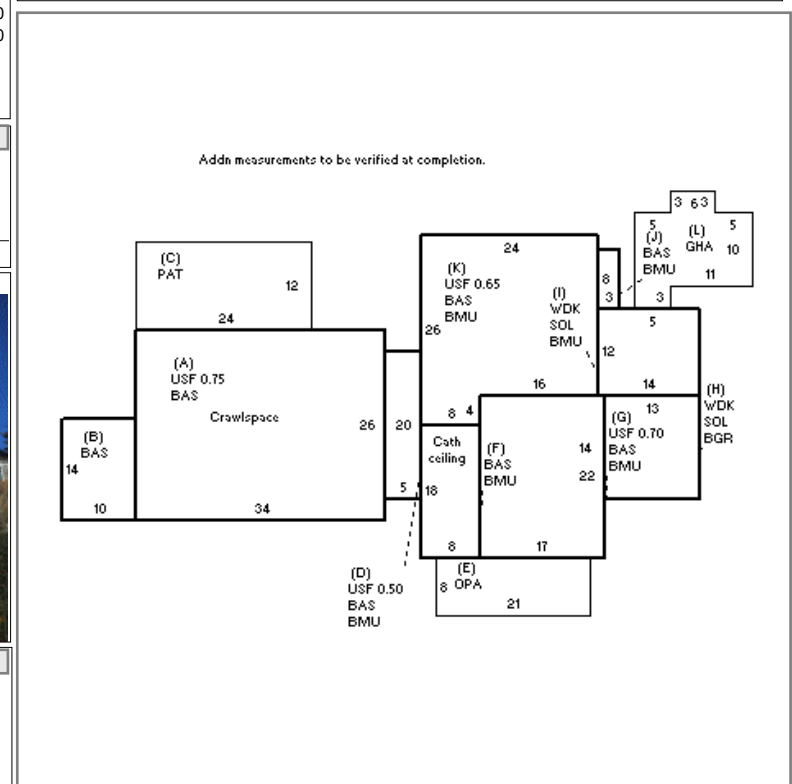 0
0
Addn measurements to be verified at completion.
3 6 3
5
5
(L)
GHA
10
11
3
(J)
BAS
BMU
8
3
24
(K)
USF 0.65
BAS
BMU
26
16
8 4
(I)
WDK
SOL
BMU
5
12
14
(C)
PAT
12
24
(A)
USF 0.75
BAS
Crawlspace
26
34
(B)
BAS
14
10
20
5
Cath
ceiling
18
8
(F)
BAS
BMU
14
22
17
13
(G)
USF 0.70
BAS
BMU
(H)
WDK
SOL
BGR
(D)
USF 0.50
BAS
BMU
(E)
OPA
8
21